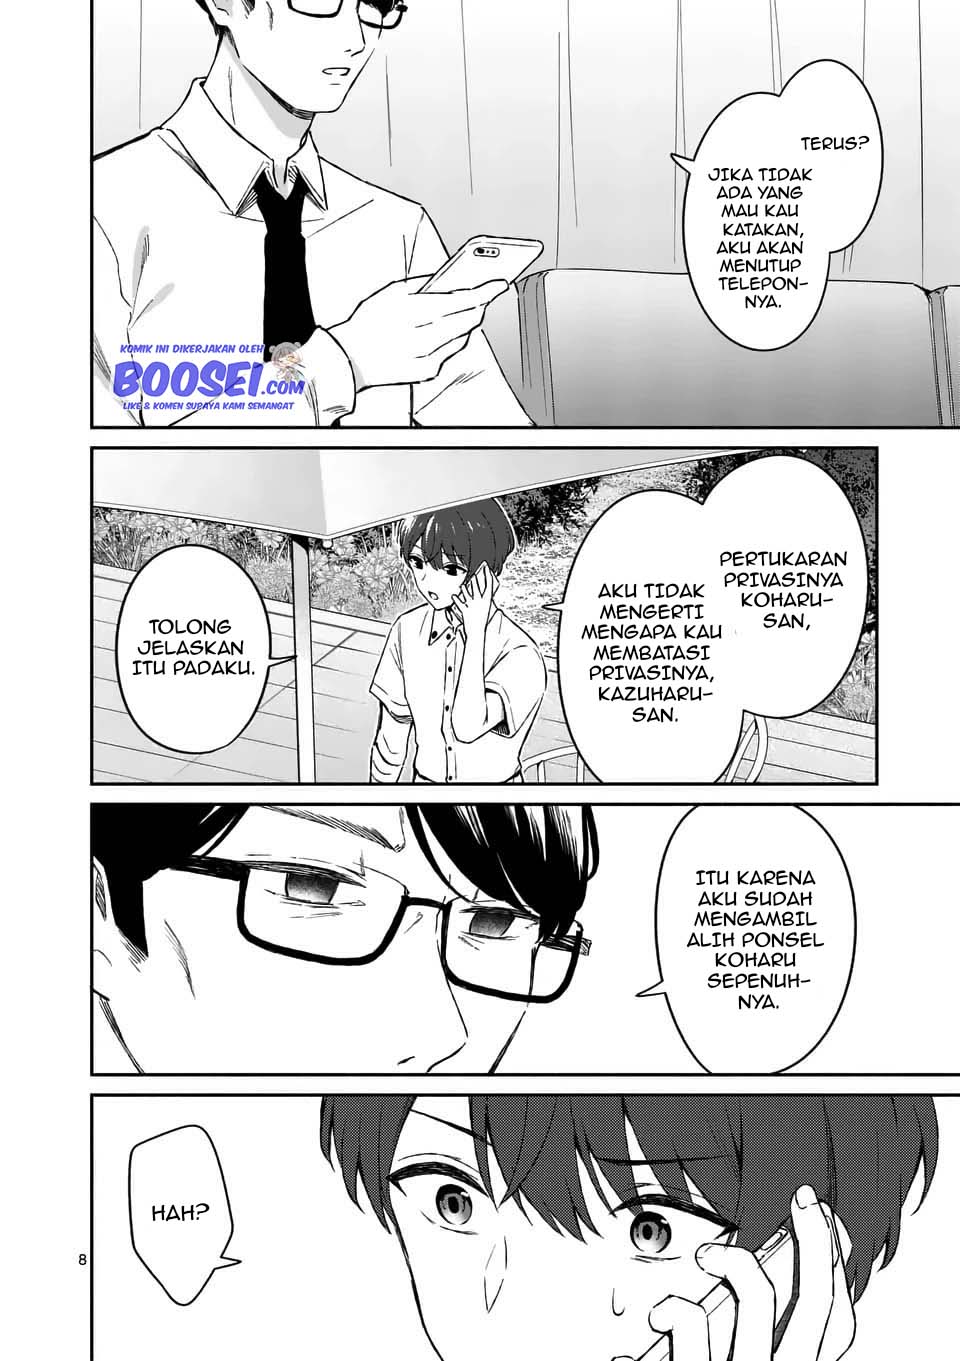 TERUS?
JIKA TIDAK
ADA YANG
MAU KAU
KATAKAN,
AKU AKAN
MENUTUP
TELEPON-
NYA.
KOMIK INI DIKERJAKAN OLEH
BOOSEI.COM
LIKE & KOMEN SUPAYA KAMI SEMANGAT
PERTUKARAN
PRIVASINYA
KOHARU-
SAN,
AKU TIDAK
MENGERTI
MENGAPA KAU
MEMBATASI
PRIVASINYA,
KAZUHARU-
SAN.
TOLONG
JELASKAN
ITU PADAKU.
ITU KARENA
AKU SUDAH
MENGAMBIL
ALIH PONSEL
KOHARU
SEPENUH-
NYA.
HAH?
8